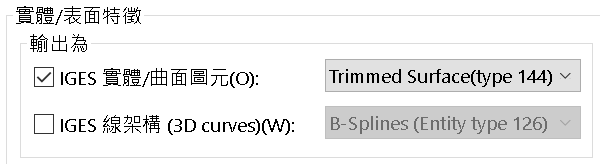 實體/表面特徵
輸出為
IGES 實體/曲面圖元(O): Trimmed Surface(type 144)
IGES 線架構 (3D curves)(W): B-Splines (Entity type 126)